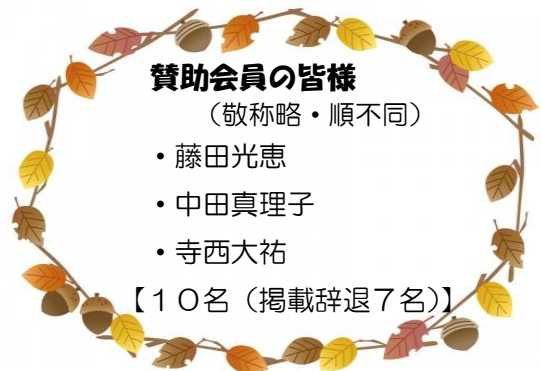 賛助会員の皆様
（敬称略・順不同）
・藤田光恵
・中田真理子
・寺西大祐
【１０名（掲載辞退７名）】